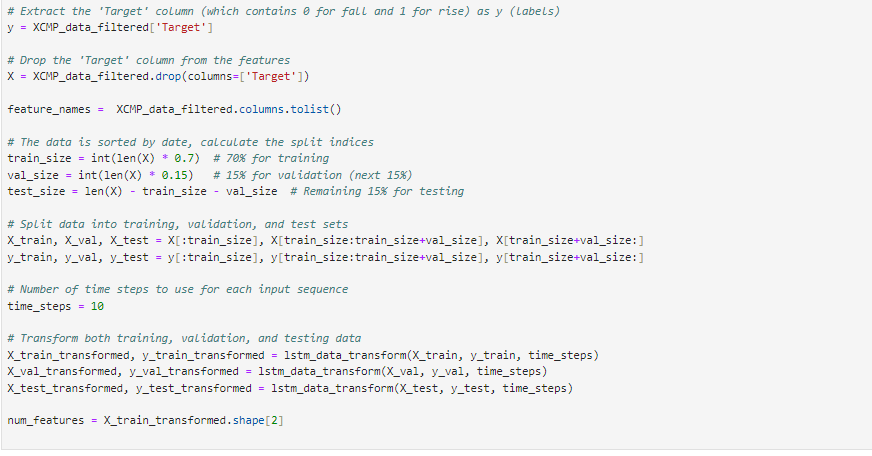 # Extract the 'Target' column (which contains 0 for fall and 1 for rise) as y (labels)
y = XCMP_data_filtered['Target']
# Drop the 'Target' column from the features
X = XCMP_data_filtered.drop(columns=['Target'])
feature_names =  XCMP_data_filtered.columns.tolist()
# The data is sorted by date, calculate the split indices
train_size = int(len(X) * 0.7)  # 70% for training
val_size = int(len(X) * 0.15)   # 15% for validation (next 15%)
test_size = len(X) - train_size - val_size  # Remaining 15% for testing
# Split data into training, validation, and test sets
X_train, X_val, X_test = X[:train_size], X[train_size:train_size+val_size], X[train_size+val_size:]
y_train, y_val, y_test = y[:train_size], y[train_size:train_size+val_size], y[train_size+val_size:]
# Number of time steps to use for each input sequence
time_steps = 10
# Transform both training, validation, and testing data
X_train_transformed, y_train_transformed = lstm_data_transform(X_train, y_train, time_steps)
X_val_transformed, y_val_transformed = lstm_data_transform(X_val, y_val, time_steps)
X_test_transformed, y_test_transformed = lstm_data_transform(X_test, y_test, time_steps)
num_features = X_train_transformed.shape[2]